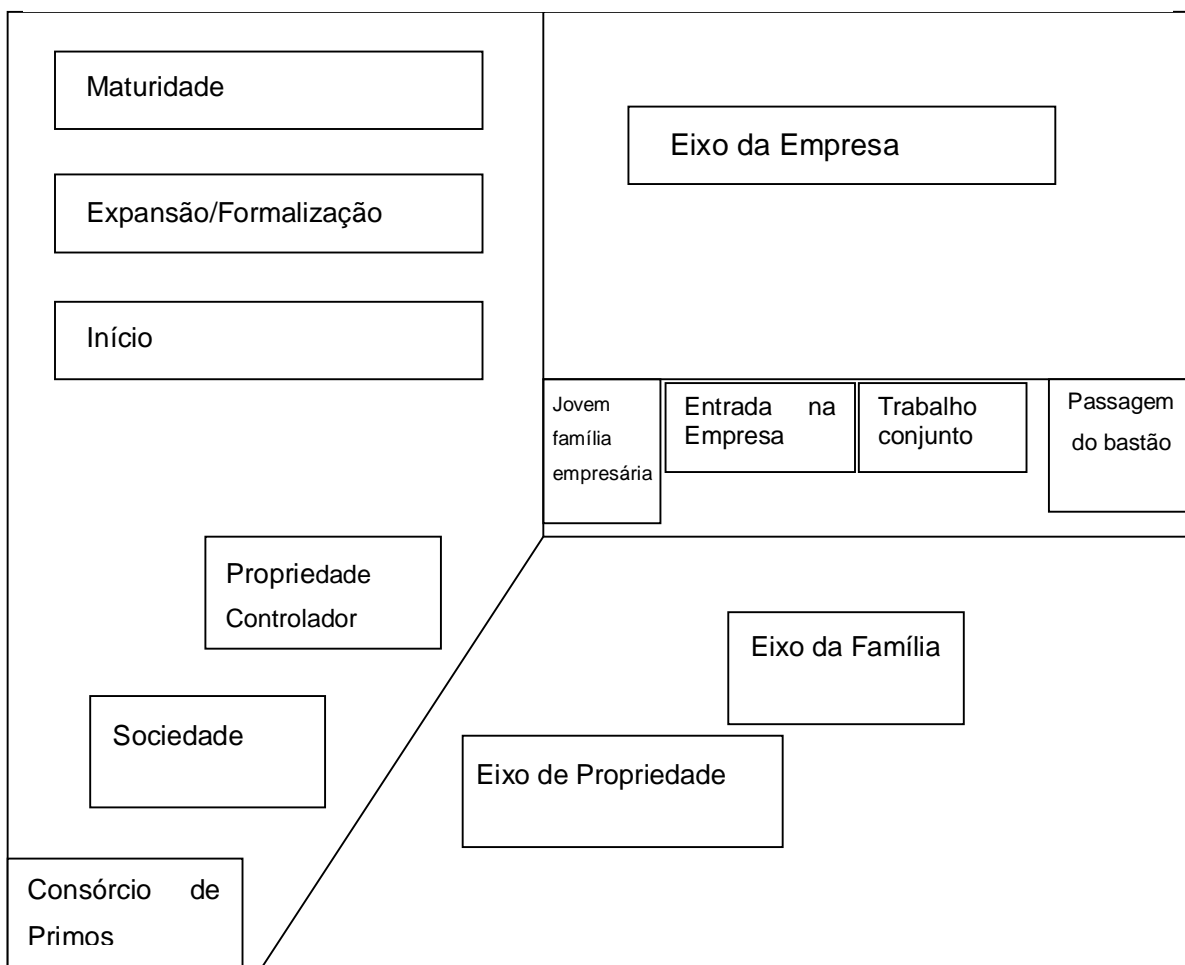 Maturidade
Eixo da Empresa
Expansão/Formalização
Início
Jovem
família
empresária
Entrada na
Empresa
Trabalho
conjunto
Passagem
do bastão
Propriedade
Controlador
Eixo da Família
Sociedade
Eixo de Propriedade
Consórcio de
Primos